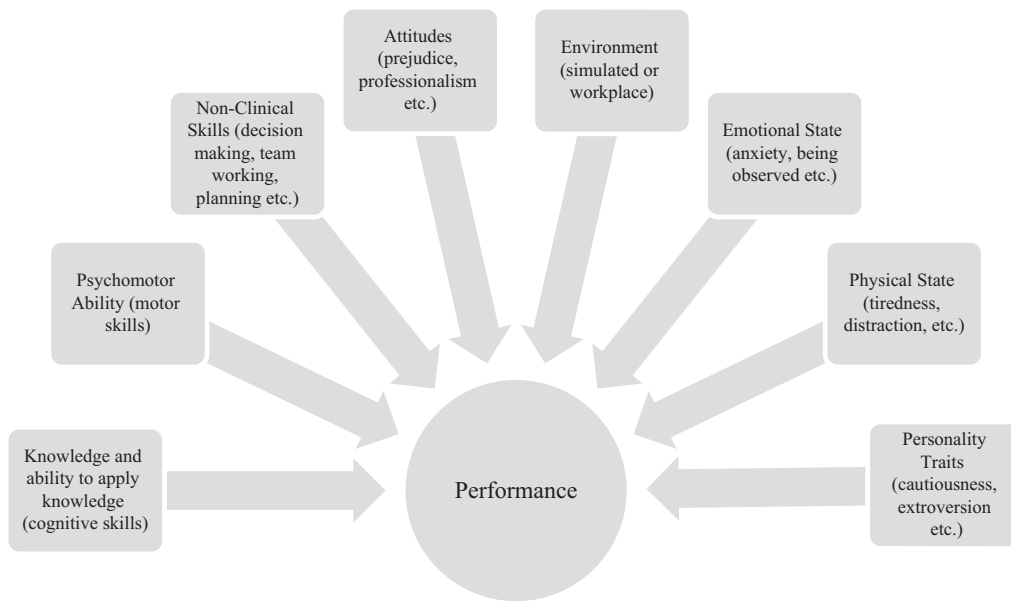 Attitudes
(prejudice,
professionalism
etc.)
Environment
(simulated or
workplace)
Non-Clinical
Skills (decision
making, team
working,
planning etc.)
Emotional State
(anxiety, being
observed etc.)
Psychomotor
Ability (motor
skills)
Physical State
(tiredness,
distraction, etc.)
Knowledge and
ability to apply
knowledge
(cognitive skills)
Performance
Personality
Traits
(cautiousness,
extroversion
etc.)